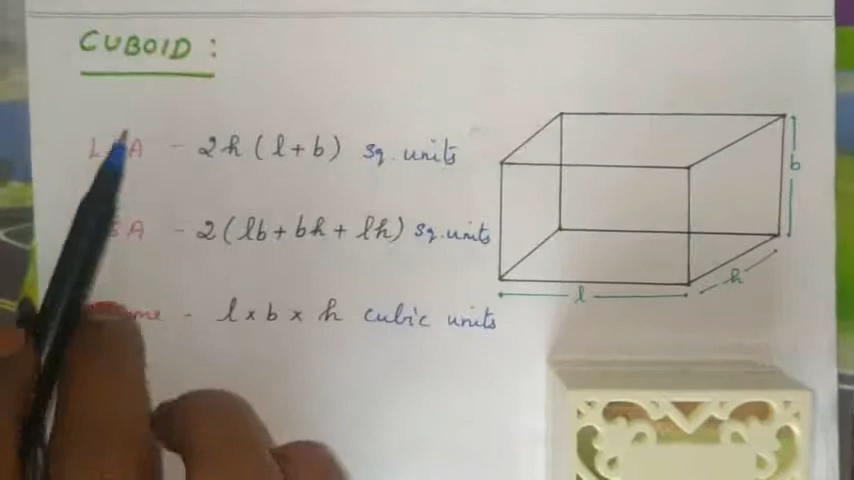 CUBOID :
- 2h (l + b) sq. units
- 2 (lb + bh + lh) sq. units
- l × b × h cubic units
b
h
l